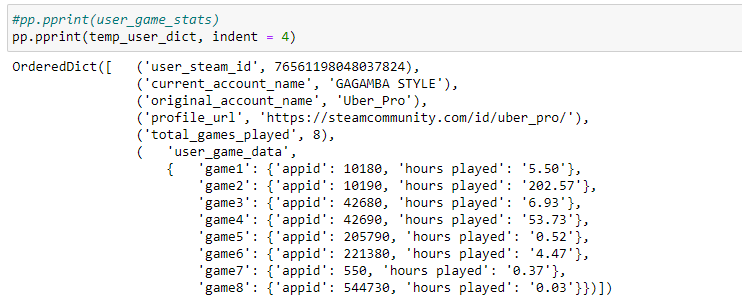 #pp.pprint(user_game_stats)
pp.pprint(temp_user_dict, indent = 4)
OrderedDict([   ('user_steam_id', 76561198048037824),
                ('current_account_name', 'GAGAMBA STYLE'),
                ('original_account_name', 'Uber_Pro'),
                ('profile_url', 'https://steamcommunity.com/id/uber_pro/'),
                ('total_games_played', 8),
                (   'user_game_data',
                    {   'game1': {'appid': 10180, 'hours played': '5.50'},
                        'game2': {'appid': 10190, 'hours played': '202.57'},
                        'game3': {'appid': 42680, 'hours played': '6.93'},
                        'game4': {'appid': 42690, 'hours played': '53.73'},
                        'game5': {'appid': 205790, 'hours played': '0.52'},
                        'game6': {'appid': 221380, 'hours played': '4.47'},
                        'game7': {'appid': 550, 'hours played': '0.37'},
                        'game8': {'appid': 544730, 'hours played': '0.03'}})])